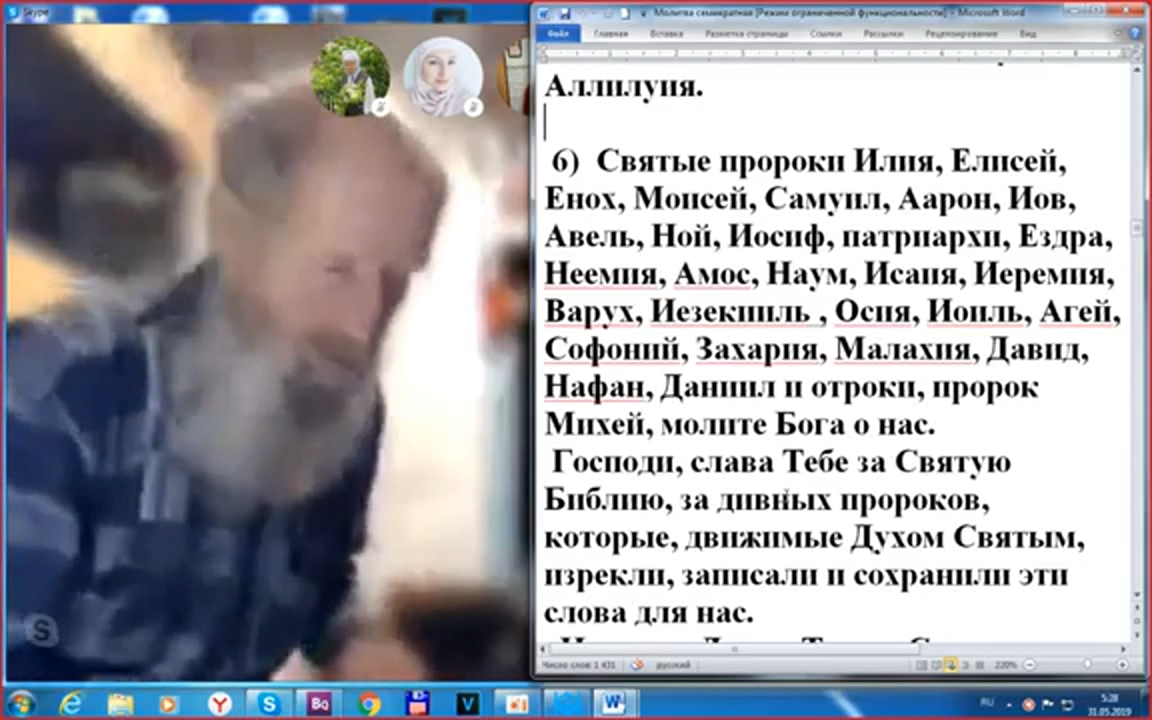 Skype
Молитва семикратная [Режим ограниченной функциональности] - Microsoft Word
Файл Главная Вставка Разметка страницы Ссылки Рассылки Рецензирование Вид
Аллилуия.
6) Святые пророки Илия, Елисей,
Енох, Моисей, Самуил, Аарон, Иов,
Авель, Ной, Иосиф, патриархи, Ездра,
Неемия, Амос, Наум, Исаия, Иеремия,
Варух, Иезекииль , Осия, Иоиль, Агей,
Софоний, Захария, Малахия, Давид,
Нафан, Даниил и отроки, пророк
Михей, молите Бога о нас.
Господи, слава Тебе за Святую
Библию, за дивных пророков,
которые, движимые Духом Святым,
изрекли, записали и сохранили эти
слова для нас.
Число слов: 1 431 русский 220%
S Bq V W RU 5:28
31.05.2019